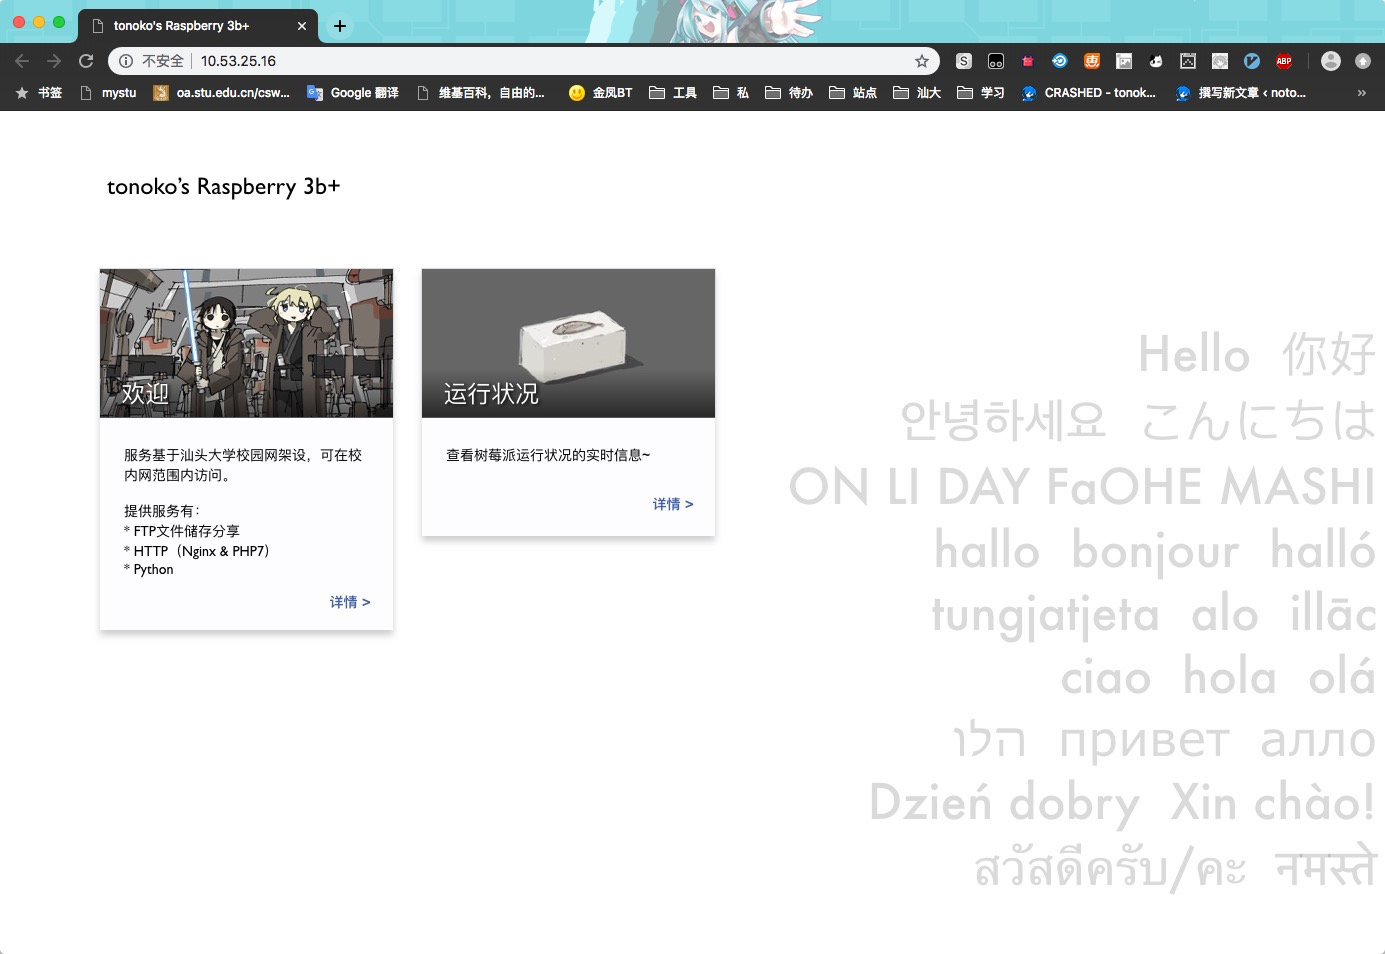 tonoko's Raspberry 3b+
不安全 10.53.25.16
S ABP
书签 mystu oa.stu.edu.cn/csw... Google 翻译 维基百科，自由的... 金凤BT 工具 私 待办 站点 汕大 学习 CRASHED - tonok... 撰写新文章 ‹ noto... »
tonoko’s Raspberry 3b+
欢迎
服务基于汕头大学校园网架设，可在校
内网范围内访问。
提供服务有：
* FTP文件储存分享
* HTTP（Nginx & PHP7）
* Python
详情 >
运行状况
查看树莓派运行状况的实时信息~
详情 >
Hello 你好
안녕하세요 こんにちは
ON LI DAY FaOHE MASHI
hallo bonjour halló
tungjatjeta alo illāc
ciao hola olá
הלו привет алло
Dzień dobry Xin chào!
สวัสดีครับ/คะ नमस्ते